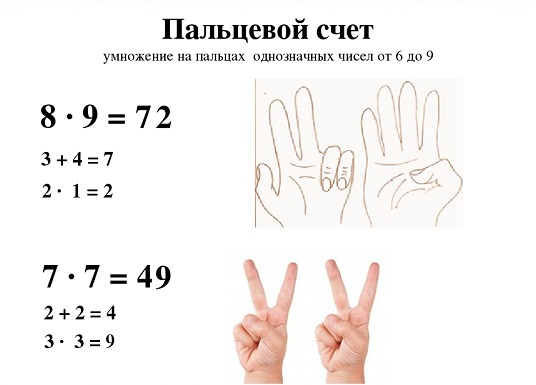 Пальцевой счет
умножение на пальцах однозначных чисел от 6 до 9
8 · 9 = 72
3 + 4 = 7
2 · 1 = 2
7 · 7 = 49
2 + 2 = 4
3 · 3 = 9